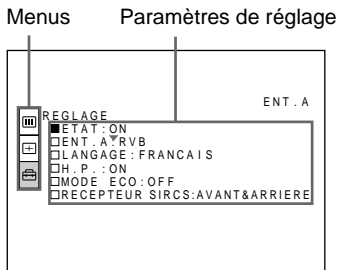 Menus Paramètres de réglage
ENT.A
REGLAGE
ETAT:ON
ENT.A:RVB
LANGAGE:FRANCAIS
H.P.:ON
MODE ECO:OFF
RECEPTEUR SIRCS:AVANT&ARRIERE